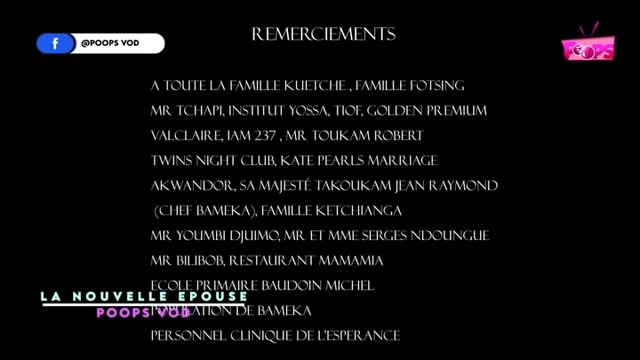 REMERCIEMENTS
f @POOPS VOD
POOPS
A TOUTE LA FAMILLE KUETCHE , FAMILLE FOTSING
MR TCHAPI, INSTITUT YOSSA, TIOF, GOLDEN PREMIUM
VALCLAIRE, IAM 237 , MR TOUKAM ROBERT
TWINS NIGHT CLUB, KATE PEARLS MARRIAGE
AKWANDOR, SA MAJESTÉ TAKOUKAM JEAN RAYMOND
(CHEF BAMEKA), FAMILLE KETCHIANGA
MR YOUMBI DJUIMO, MR ET MME SERGES NDOUNGUE
MR BILIBOB, RESTAURANT MAMAMIA
ECOLE PRIMAIRE BAUDOIN MICHEL
LA NOUVELLE EPOUSE
POPULATION DE BAMEKA
POOPS VOD
PERSONNEL CLINIQUE DE L'ESPERANCE